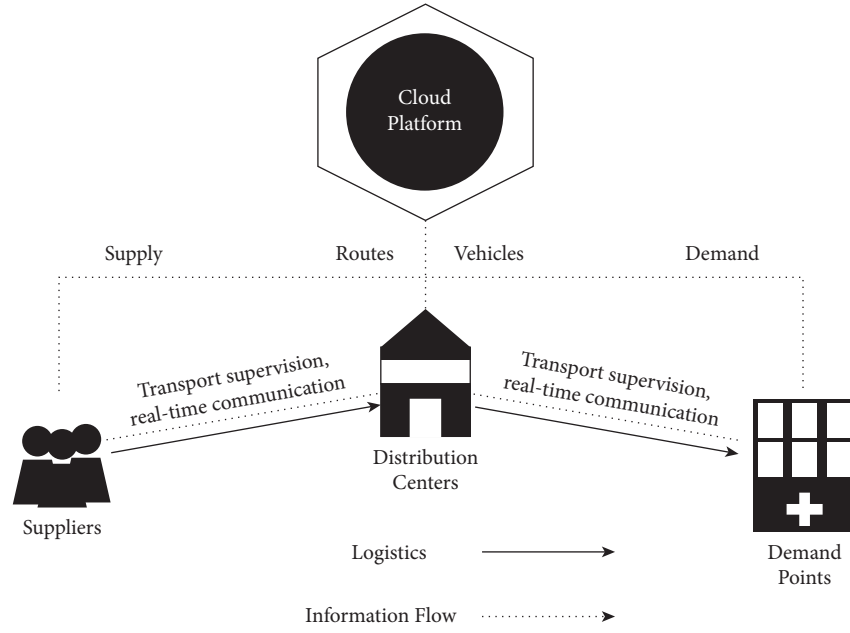 Cloud
Platform
Supply
Routes
Vehicles
Demand
Transport supervision,
real-time communication
Transport supervision,
real-time communication
Distribution
Centers
Suppliers
Demand
Points
Logistics
Information Flow